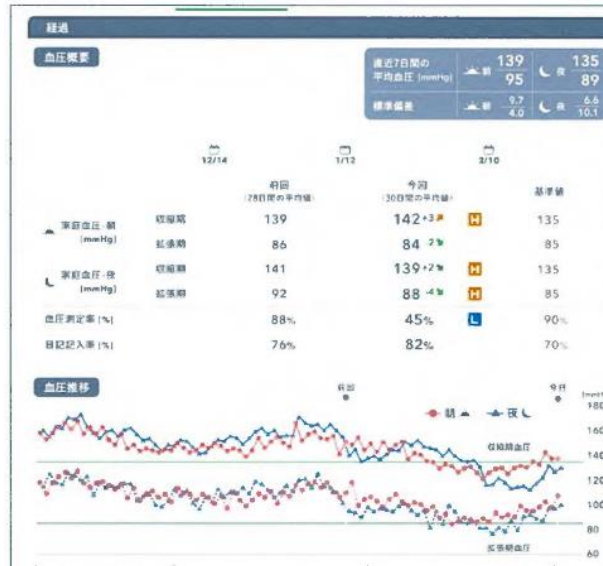 経過
血圧概要
直近7日間の
平均血圧 (mmHg)
朝 139/95
夜 135/89
標準偏差
朝 9.7/4.0
夜 6.6/10.1
12/14 1/12 2/10
前回 今回 基準値
(28日間の平均値) (30日間の平均値)
家庭血圧・朝 (mmHg)
収縮期 139 142 +3 H 135
拡張期 86 84 -2 85
家庭血圧・夜 (mmHg)
収縮期 141 139 +2 H 135
拡張期 92 88 -4 H 85
血圧測定率 [%] 88% 45% L 90%
日記記入率 [%] 76% 82% 70%
血圧推移
前回 今日
朝 夜
180
160
収縮期血圧
140
120
100
80
拡張期血圧
60